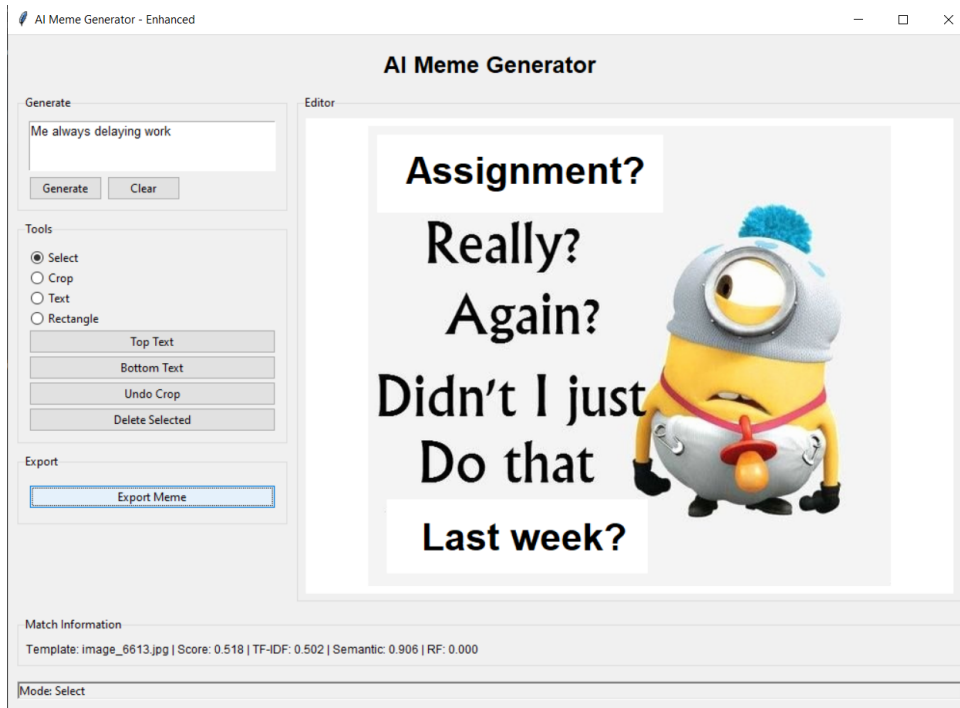 AI Meme Generator - Enhanced
AI Meme Generator
Generate
Me always delaying work
Generate
Clear
Tools
Select
Crop
Text
Rectangle
Top Text
Bottom Text
Undo Crop
Delete Selected
Export
Export Meme
Editor
Assignment?
Really?
Again?
Didn't I just
Do that
Last week?
Match Information
Template: image_6613.jpg | Score: 0.518 | TF-IDF: 0.502 | Semantic: 0.906 | RF: 0.000
Mode: Select